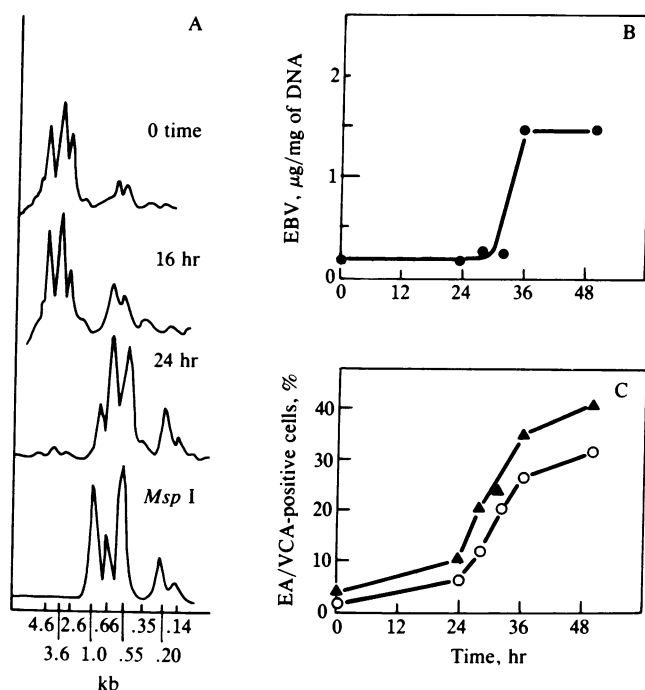 A
0 time
16 hr
24 hr
Msp I
4.6 2.6 .66 .35 .14
3.6 1.0 .55 .20
kb
B
EBV, μg/mg of DNA
2
1
0
0 12 24 36 48
C
EA/VCA-positive cells, %
40
30
20
10
0
0 12 24 36 48
Time, hr